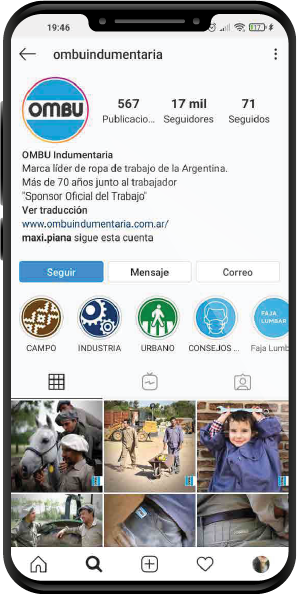 19:46
ombuindumentaria
OMBU
567
17 mil
71
Publicacio...
Seguidores
Seguidos
OMBU Indumentaria
Marca líder de ropa de trabajo de la Argentina.
Más de 70 años junto al trabajador
"Sponsor Oficial del Trabajo"
Ver traducción
www.ombuindumentaria.com.ar/
maxi.piana sigue esta cuenta
Seguir
Mensaje
Correo
FAJA
LUMBAR
CAMPO
INDUSTRIA
URBANO
CONSEJOS ...
Faja Lumb